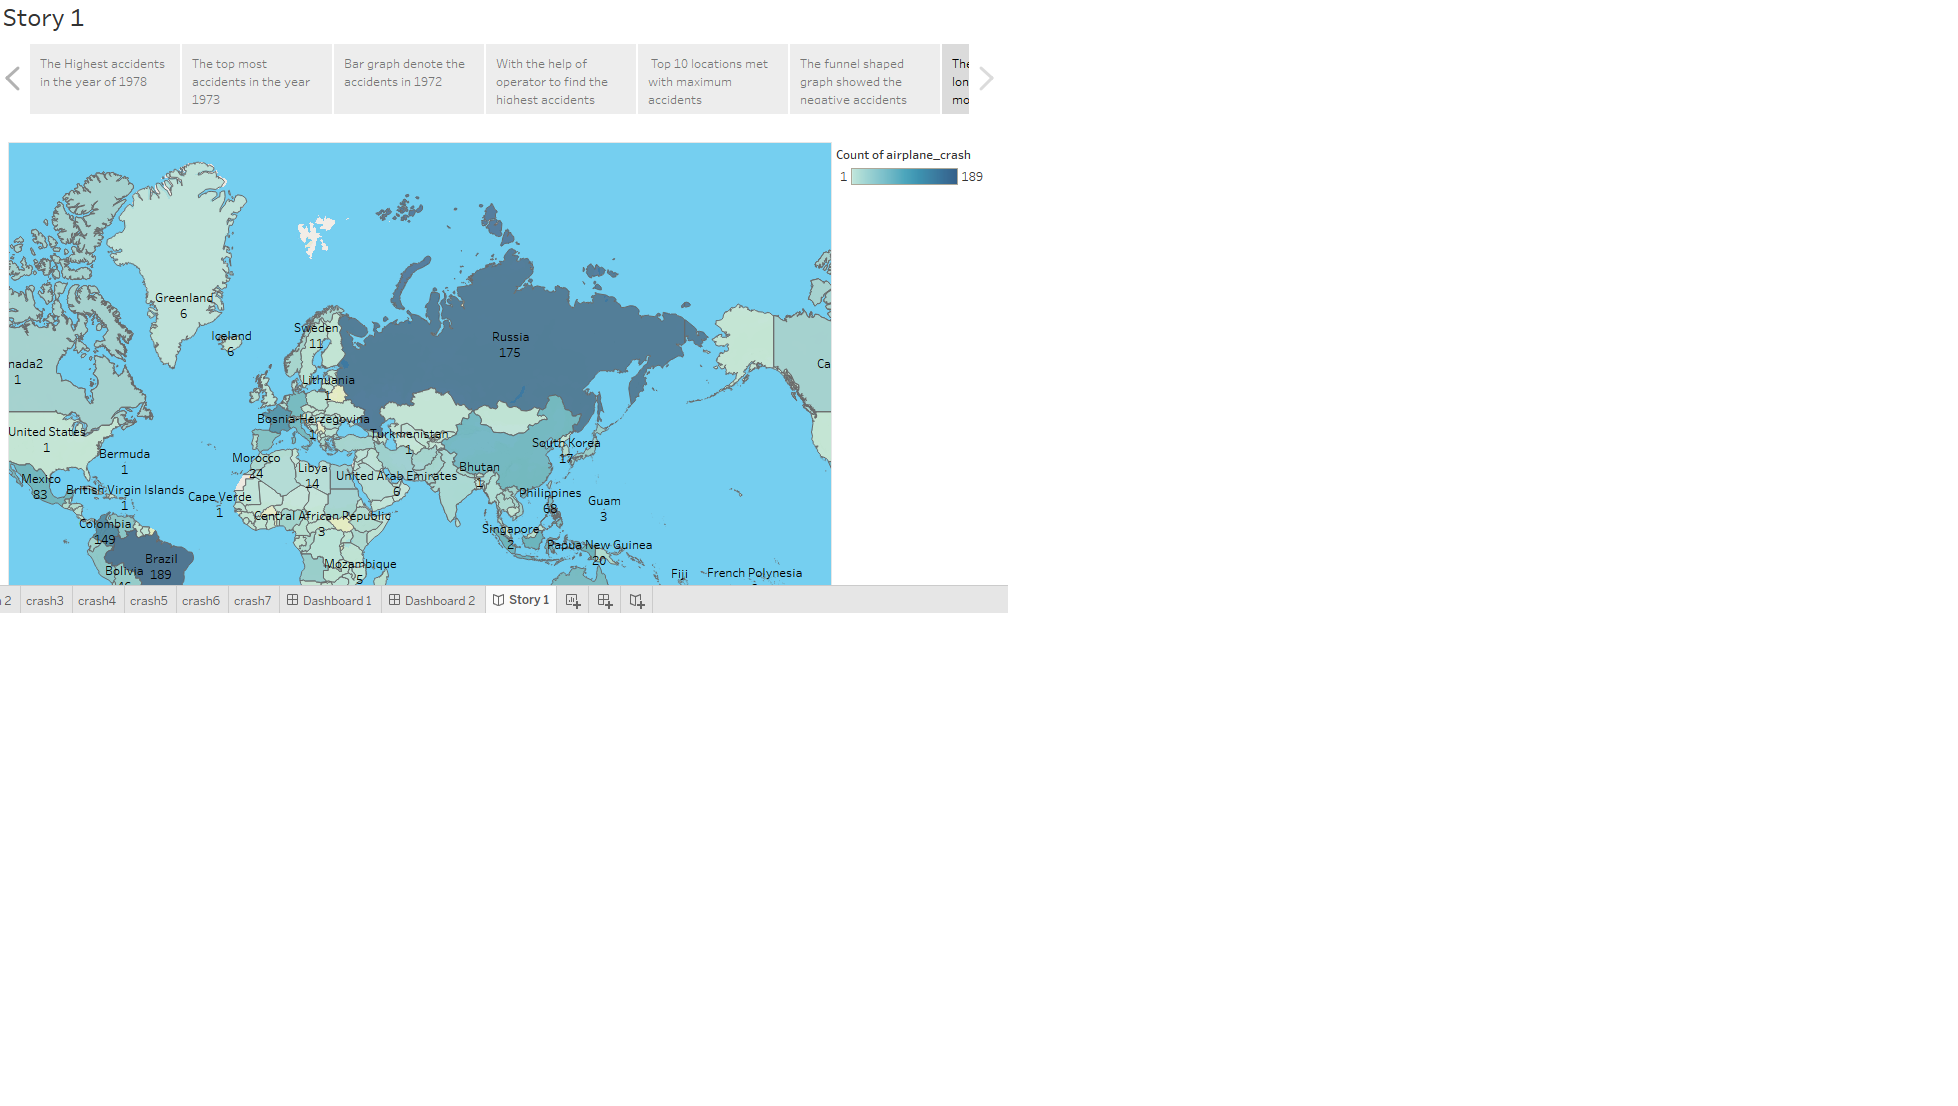 Story 1
The Highest accidents
in the year of 1978
The top most
accidents in the year
1973
Bar graph denote the
accidents in 1972
With the help of
operator to find the
highest accidents
Top 10 locations met
with maximum
accidents
The funnel shaped
graph showed the
negative accidents
The
lon
mo
Count of airplane_crash
1 189
Greenland
6
Iceland
6
Sweden
11
Russia
175
nada2
1
Ca
Lithuania
1
Bosnia-Herzegovina
1
United States
1
Turkmenistan
1
South Korea
17
Bermuda
1
Morocco
24
Libya
14
United Arab Emirates
6
Bhutan
1
Mexico
83
British Virgin Islands
1
Cape Verde
1
Philippines
68
Guam
3
Central African Republic
3
Colombia
149
Singapore
2
Papua New Guinea
20
Brazil
189
Mozambique
5
Bolivia
46
Fiji
French Polynesia
2 crash3 crash4 crash5 crash6 crash7 Dashboard 1 Dashboard 2 Story 1